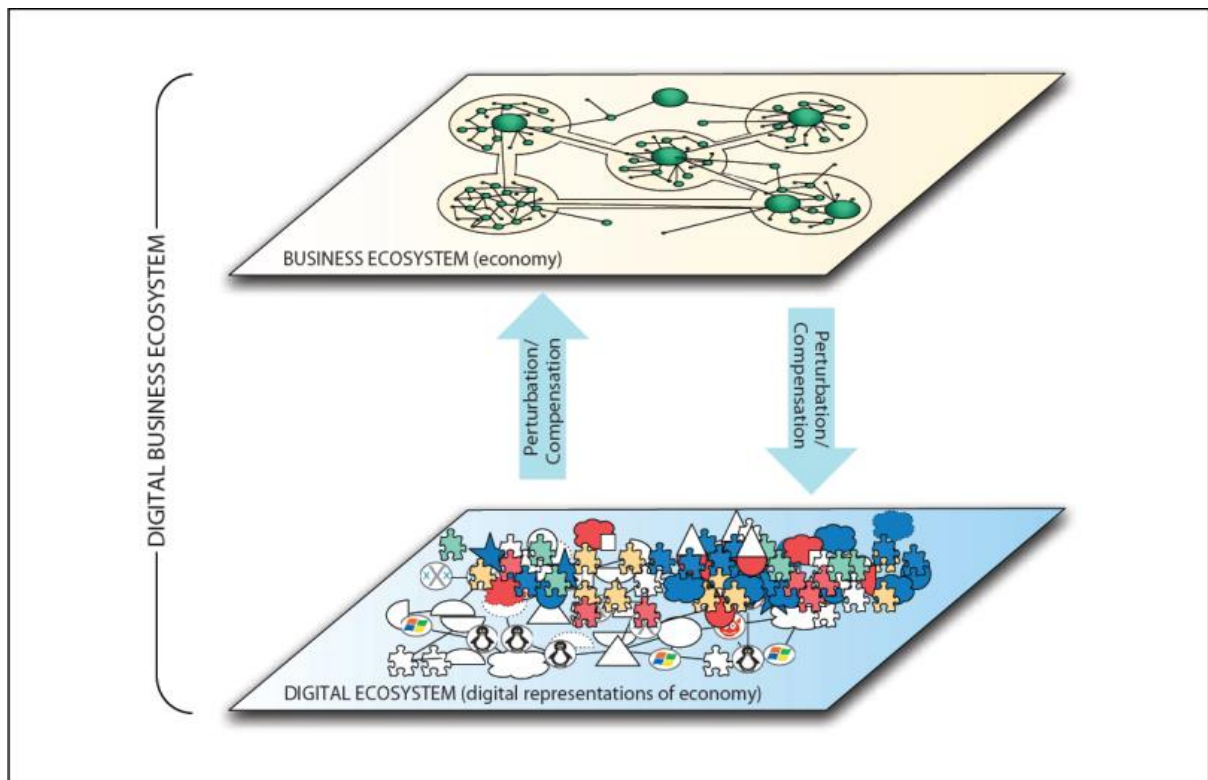 DIGITAL BUSINESS ECOSYSTEM
BUSINESS ECOSYSTEM (economy)
Perturbation/
Compensation
Perturbation/
Compensation
DIGITAL ECOSYSTEM (digital representations of economy)